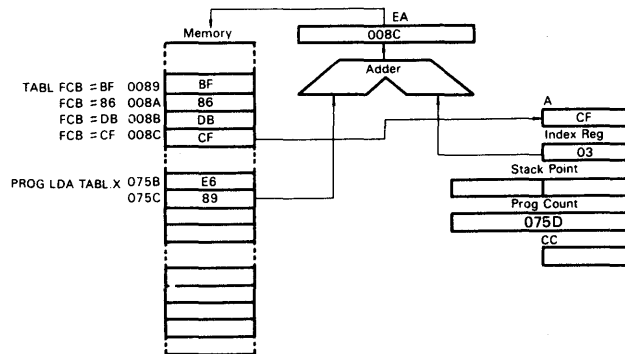 EA
Memory
008C
Adder
TABL FCB = BF 0089 BF
FCB = 86 008A 86
FCB = DB 008B DB
FCB = CF 008C CF
A
CF
Index Reg
03
Stack Point
PROG LDA TABL.X 075B E6
075C 89
Prog Count
075D
CC